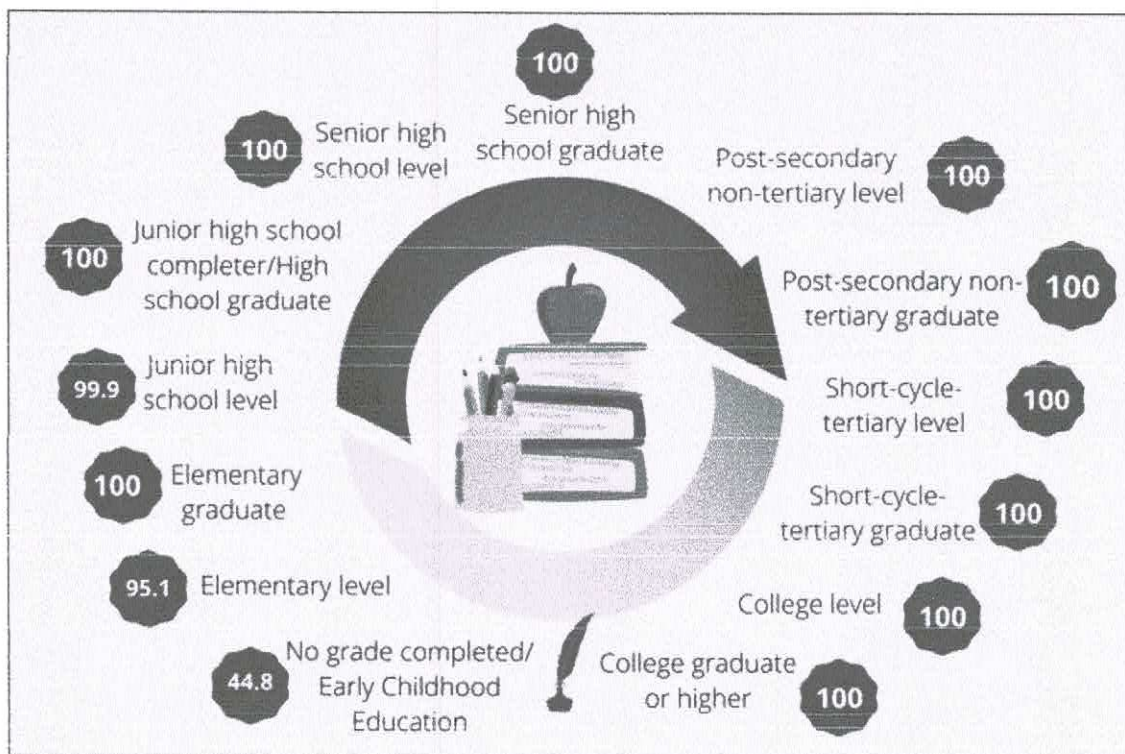 100
Senior high
school graduate
100
Senior high
school level
Post-secondary
non-tertiary level
100
100
Junior high school
completer/High
school graduate
Post-secondary non-
tertiary graduate
100
99.9
Junior high
school level
Short-cycle-
tertiary level
100
100
Elementary
graduate
Short-cycle-
tertiary graduate
100
95.1
Elementary level
College level
100
44.8
No grade completed/
Early Childhood
Education
College graduate
or higher
100